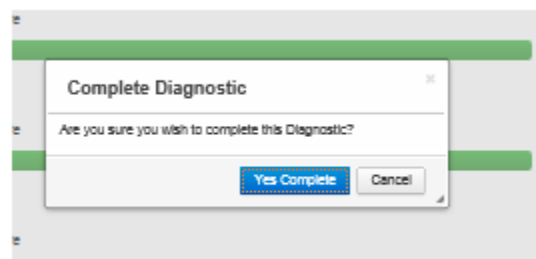 Complete Diagnostic
Are you sure you wish to complete this Diagnostic?
Yes Complete
Cancel